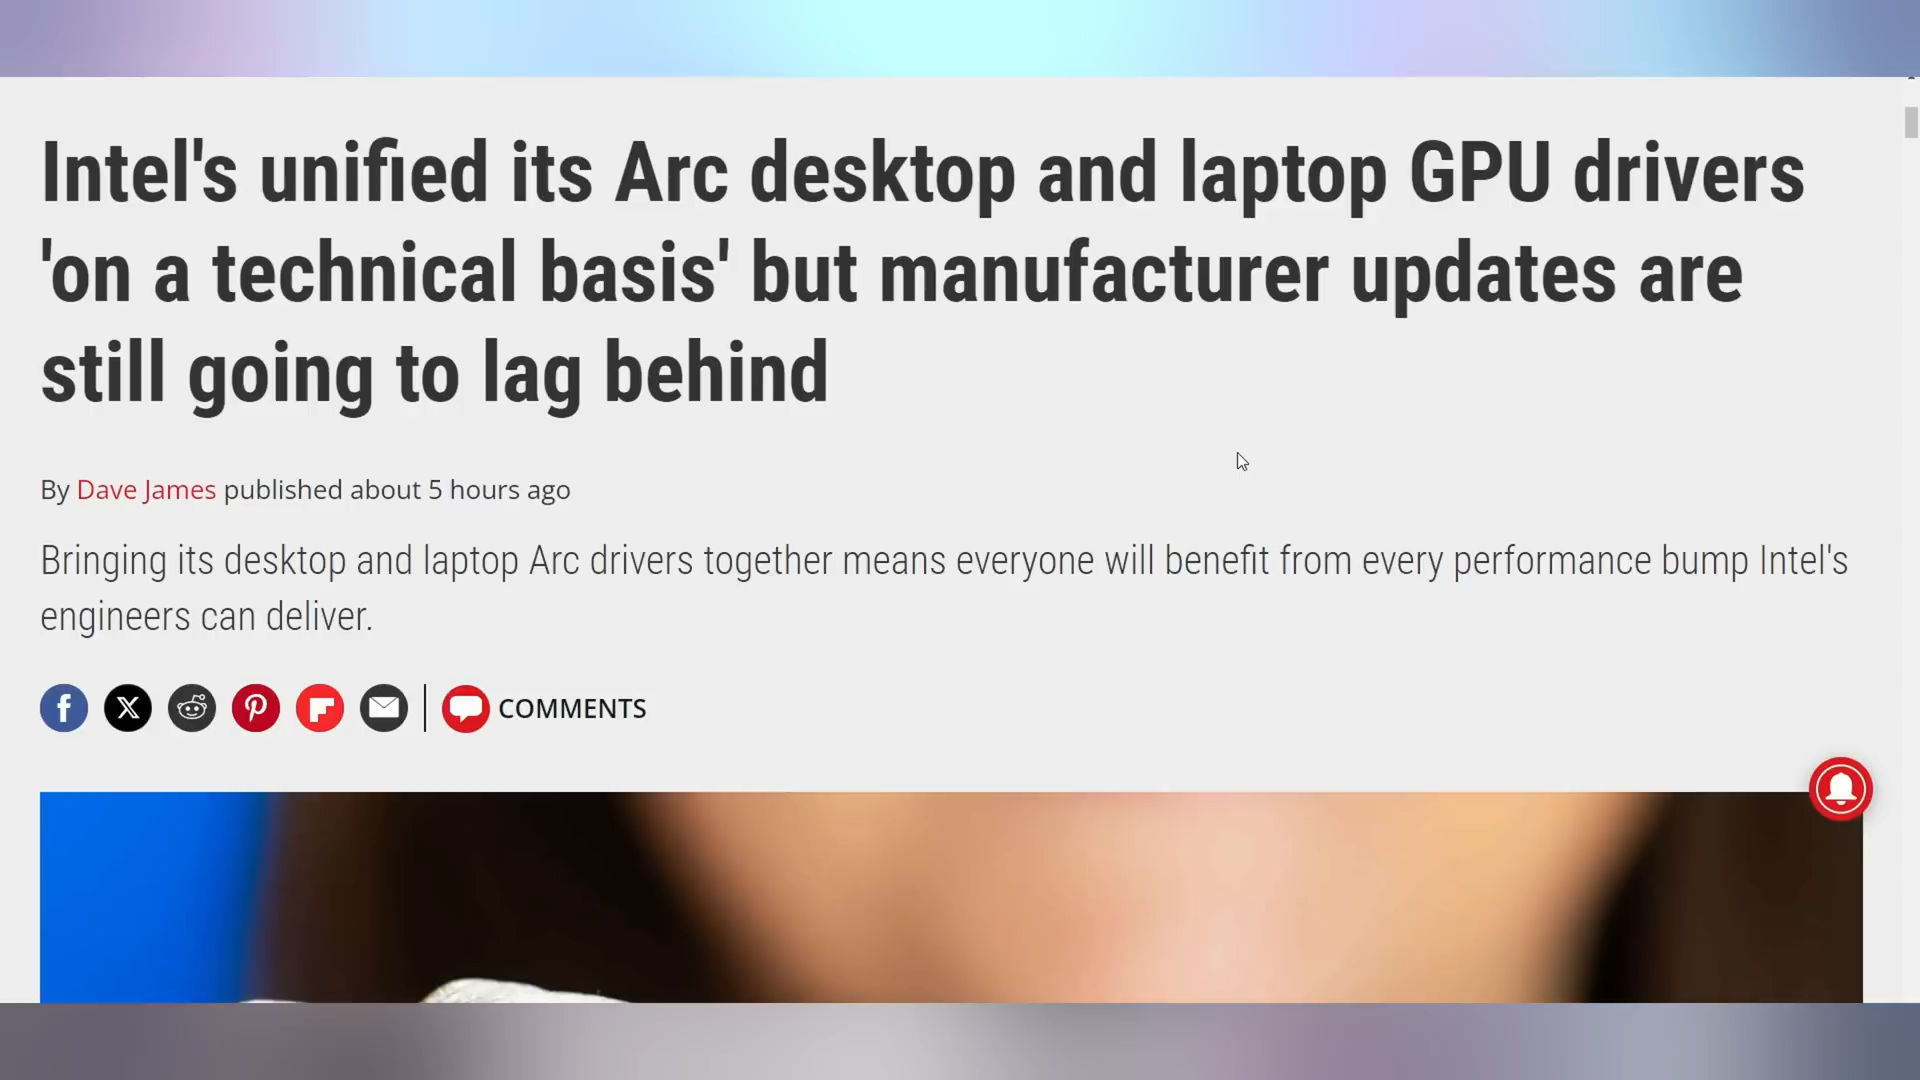 Intel's unified its Arc desktop and laptop GPU drivers
'on a technical basis' but manufacturer updates are
still going to lag behind
By Dave James published about 5 hours ago
Bringing its desktop and laptop Arc drivers together means everyone will benefit from every performance bump Intel's
engineers can deliver.
COMMENTS